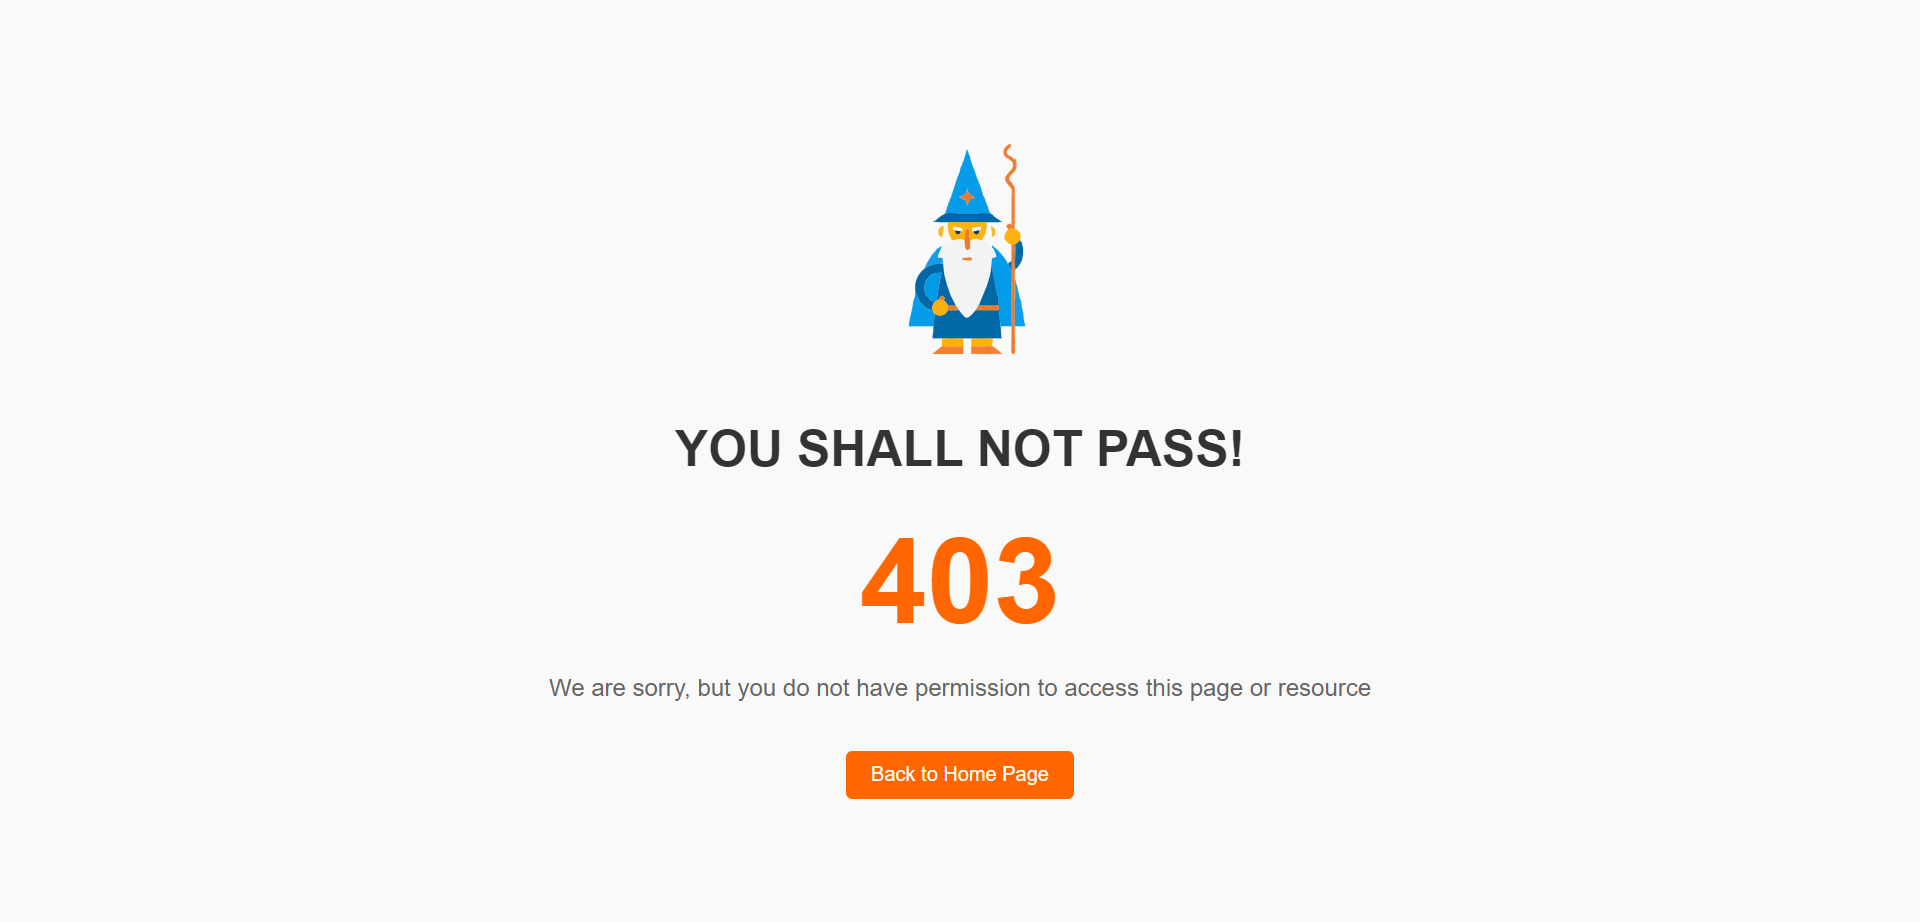 YOU SHALL NOT PASS!
403
We are sorry, but you do not have permission to access this page or resource
Back to Home Page